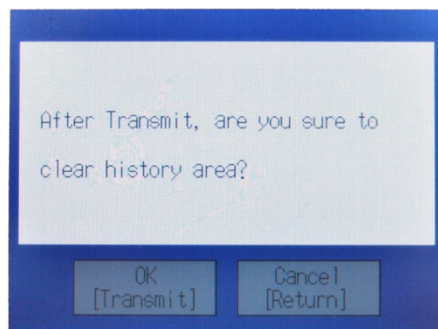 After Transmit, are you sure to
clear history area?
OK
[Transmit]
Cancel
[Return]